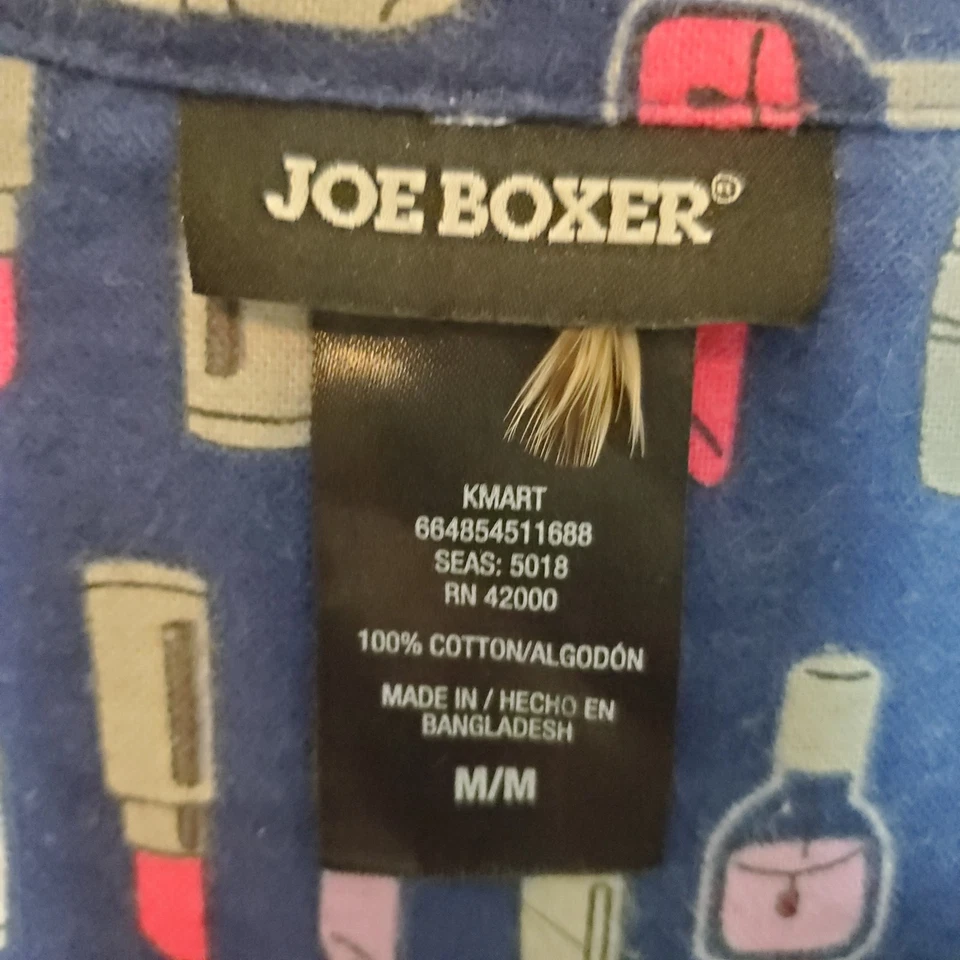 JOE BOXER®
KMART
664854511688
SEAS: 5018
RN 42000
100% COTTON/ALGODÓN
MADE IN / HECHO EN
BANGLADESH
M/M